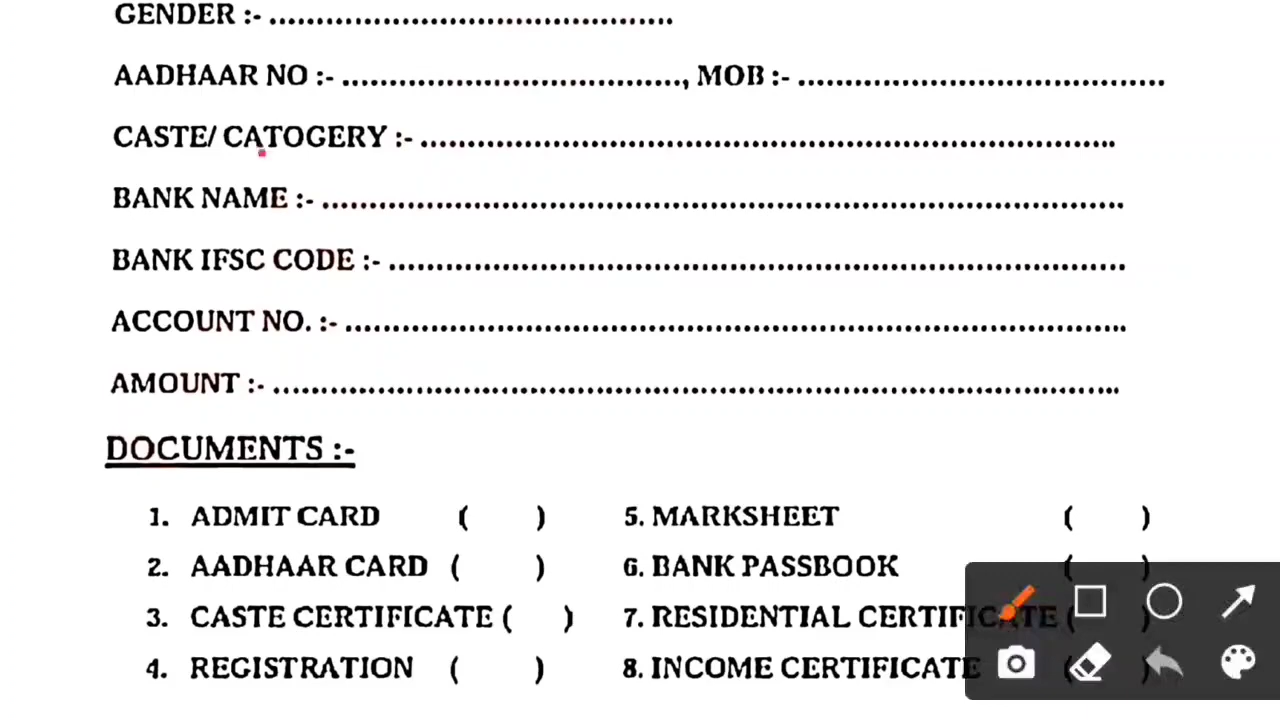 GENDER :- ............................................
AADHAAR NO :- ...................................., MOB :- .......................................
CASTE/ CATOGERY :- ..........................................................................
BANK NAME :- .....................................................................................
BANK IFSC CODE :- ..............................................................................
ACCOUNT NO. :- ...................................................................................
AMOUNT :- ..........................................................................................
DOCUMENTS :-
1. ADMIT CARD ( ) 5. MARKSHEET ( )
2. AADHAAR CARD ( ) 6. BANK PASSBOOK ( )
3. CASTE CERTIFICATE ( ) 7. RESIDENTIAL CERTIFICATE ( )
4. REGISTRATION ( ) 8. INCOME CERTIFICATE ( )